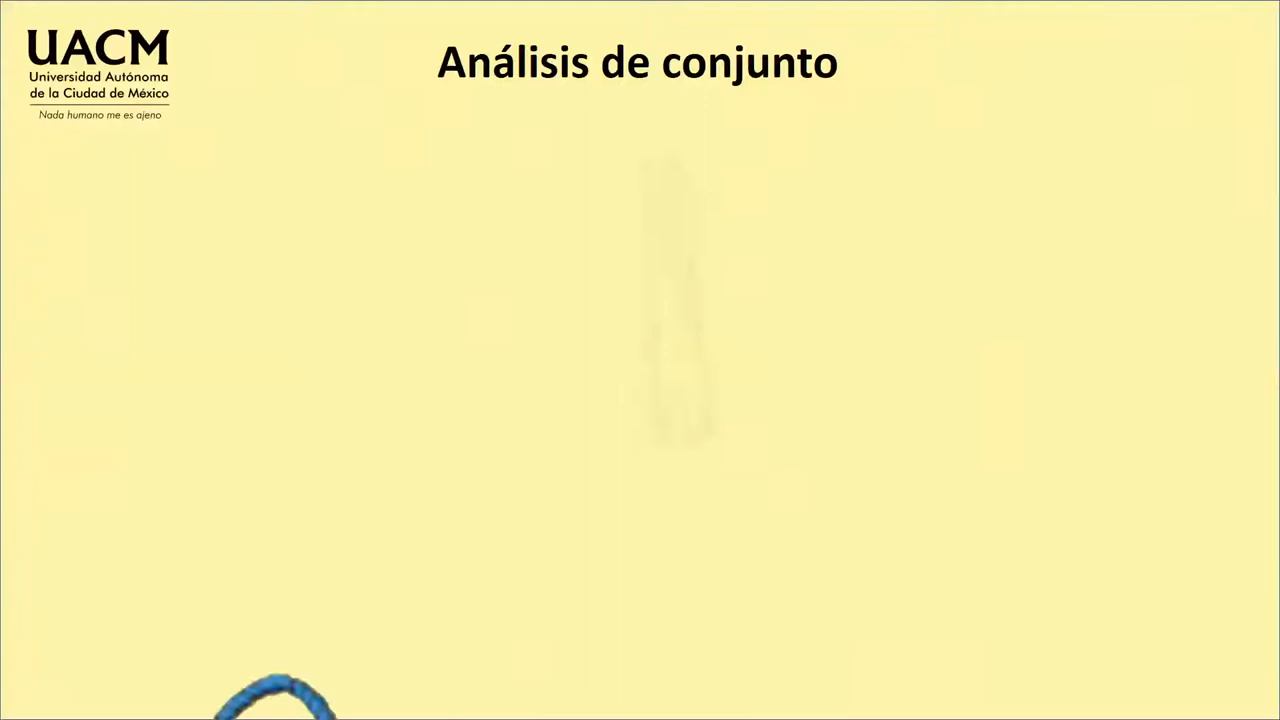 UACM
Universidad Autónoma
de la Ciudad de México
Nada humano me es ajeno
Análisis de conjunto